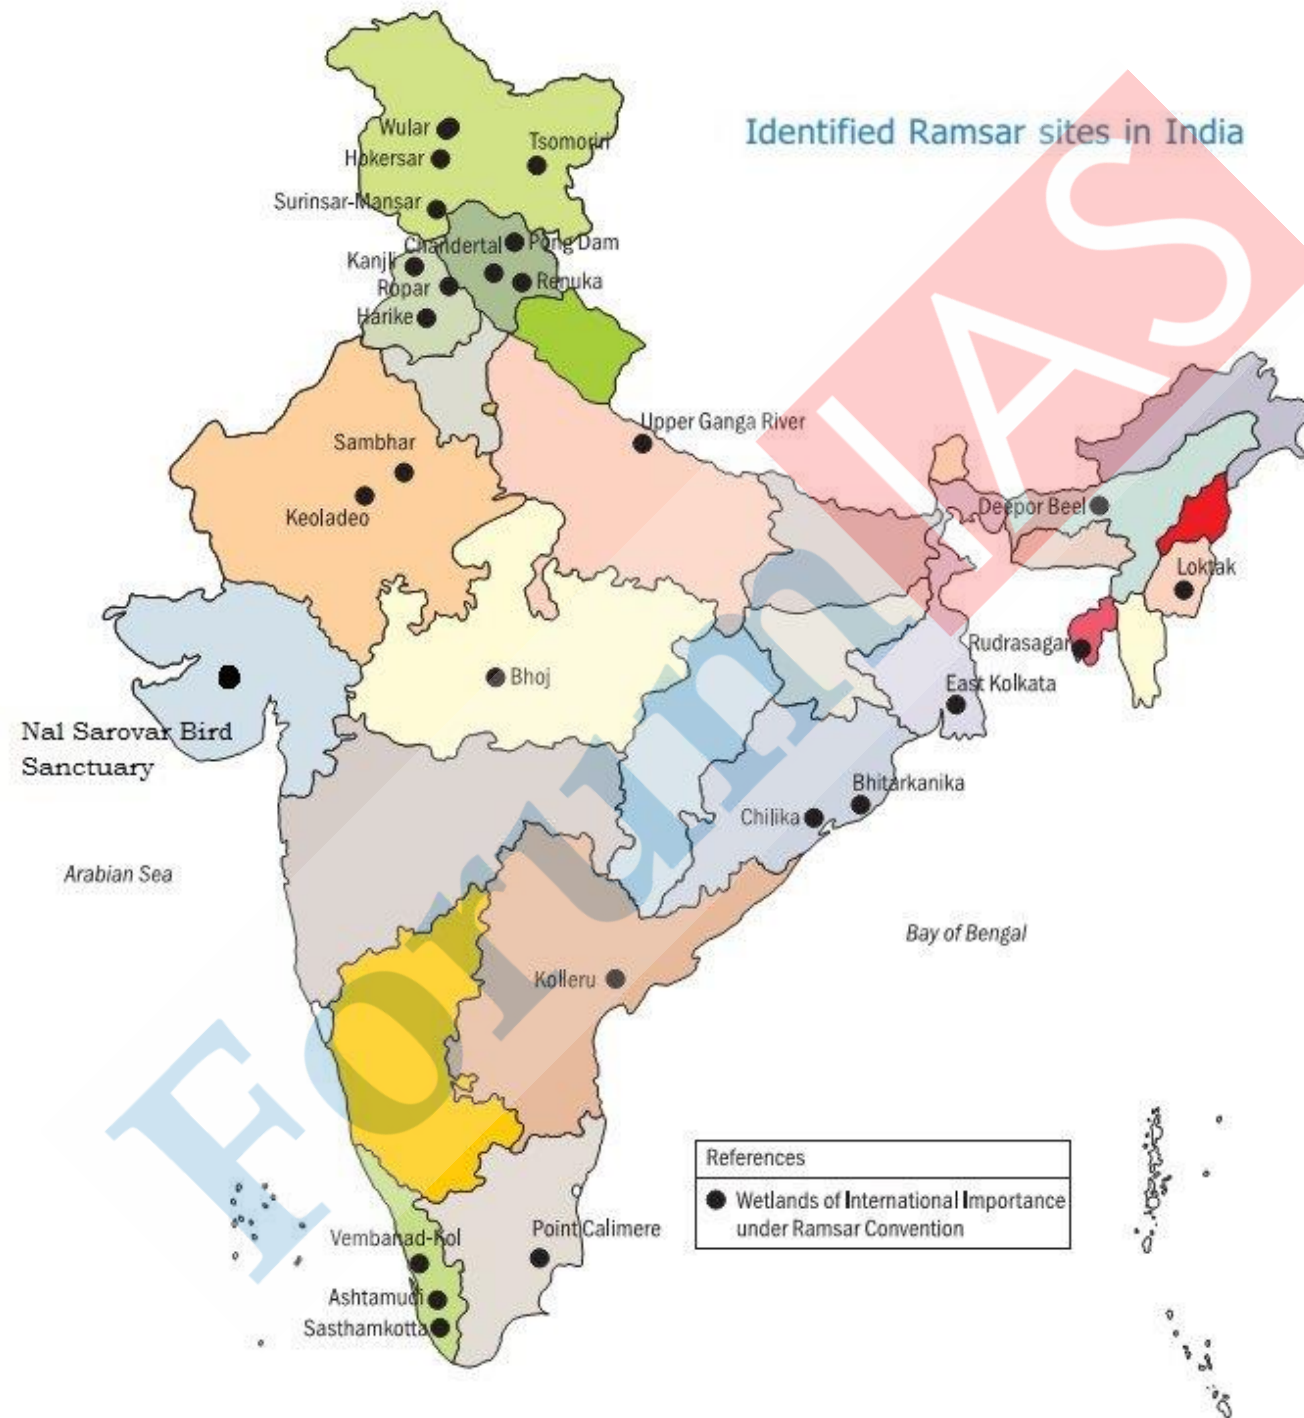 Identified Ramsar sites in India
Wular
Tsomoriri
Hokersar
Surinsar-Mansar
Chandertal
Pong Dam
Kanjli
Ropar
Renuka
Harike
Upper Ganga River
Sambhar
Keoladeo
Deepor Beel
Loktak
Rudrasagar
Bhoj
East Kolkata
Nal Sarovar Bird
Sanctuary
Bhitarkanika
Chilika
Arabian Sea
Bay of Bengal
Kolleru
References
Wetlands of International Importance
under Ramsar Convention
Vembanad-Kol
Point Calimere
Ashtamudi
Sasthamkotta
Forum IAS